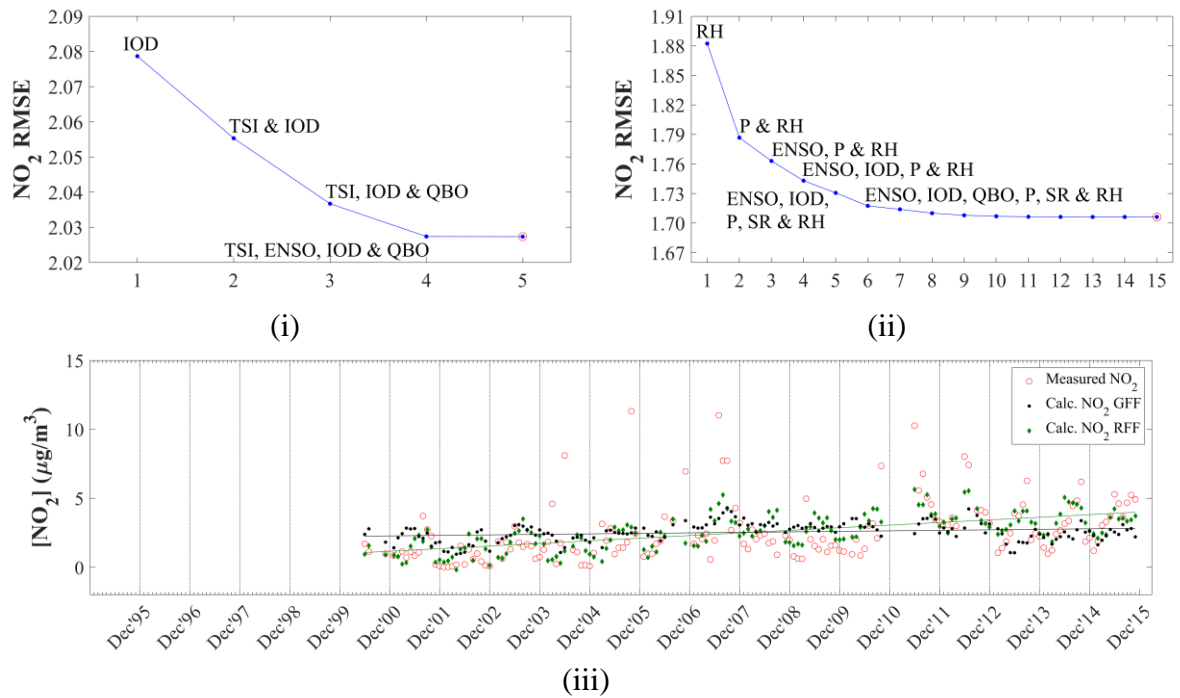 2.09
2.08
2.07
2.06
2.05
2.04
2.03
2.02
NO2 RMSE
IOD
TSI & IOD
TSI, IOD & QBO
TSI, ENSO, IOD & QBO
1 2 3 4 5
(i)
1.91
1.88
1.85
1.82
1.79
1.76
1.73
1.70
1.67
NO2 RMSE
RH
P & RH
ENSO, P & RH
ENSO, IOD, P & RH
ENSO, IOD,
P, SR & RH
ENSO, IOD, QBO, P, SR & RH
1 2 3 4 5 6 7 8 9 10 11 12 13 14 15
(ii)
15
10
5
0
[NO2] (μg/m3)
Measured NO2
Calc. NO2 GFF
Calc. NO2 RFF
Dec'95 Dec'96 Dec'97 Dec'98 Dec'99 Dec'00 Dec'01 Dec'02 Dec'03 Dec'04 Dec'05 Dec'06 Dec'07 Dec'08 Dec'09 Dec'10 Dec'11 Dec'12 Dec'13 Dec'14 Dec'15
(iii)